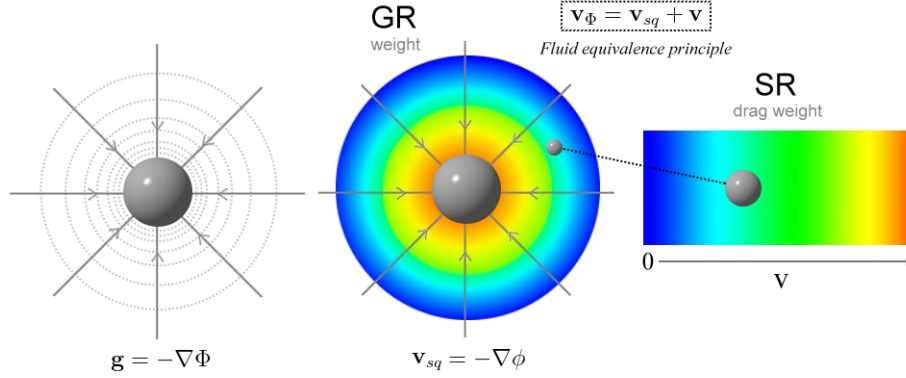 GR
weight
𝐯_Φ = 𝐯_sq + 𝐯
Fluid equivalence principle
SR
drag weight
0
v
𝐠 = −∇Φ
𝐯_sq = −∇ϕ